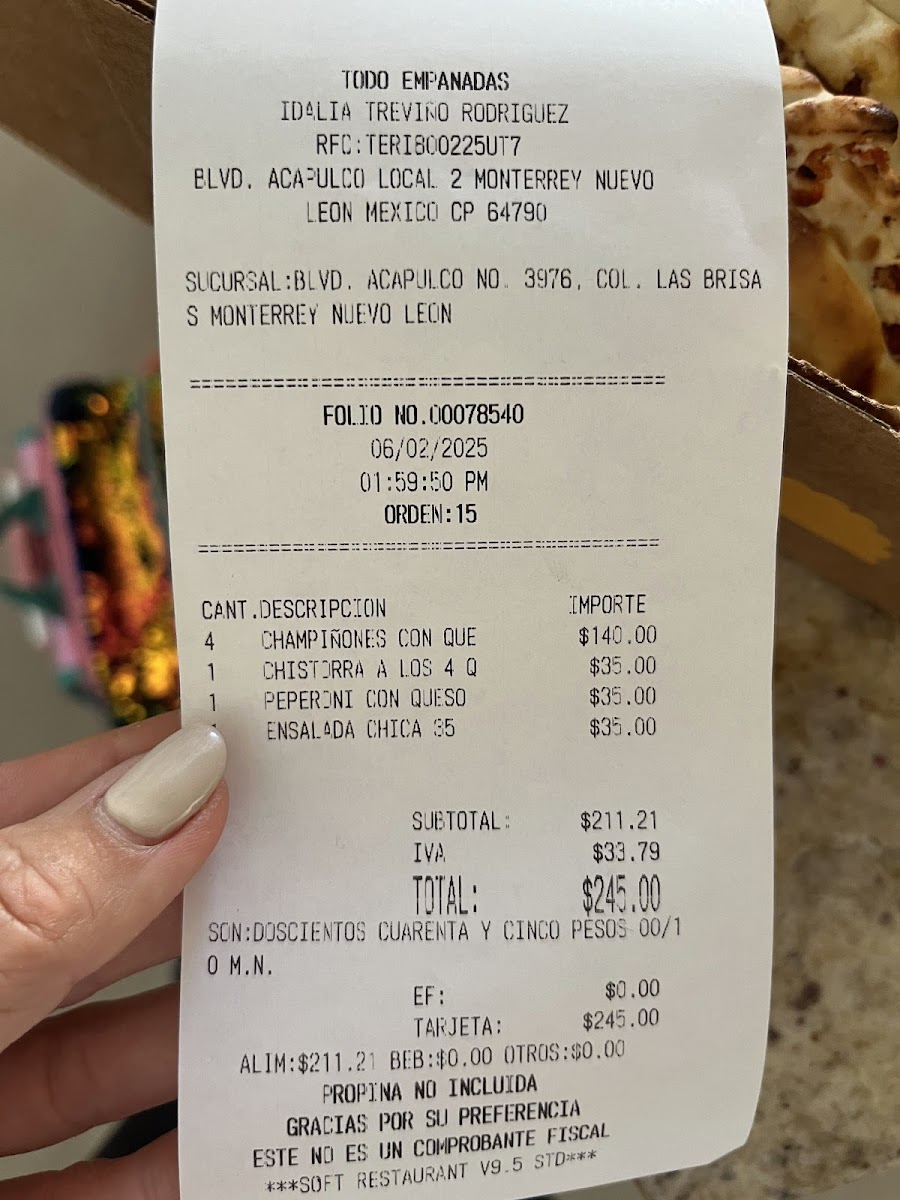 TODO EMPANADAS
IDALIA TREVIÑO RODRIGUEZ
RFC:TERI800225UT7
BLVD. ACAPULCO LOCAL 2 MONTERREY NUEVO
LEON MEXICO CP 64790
SUCURSAL:BLVD. ACAPULCO NO. 3976, COL. LAS BRISA
S MONTERREY NUEVO LEON
========================================
FOLIO NO.00078540
06/02/2025
01:59:50 PM
ORDEN:15
========================================
CANT.DESCRIPCION IMPORTE
4 CHAMPIÑONES CON QUE $140.00
1 CHISTORRA A LOS 4 Q $35.00
1 PEPERONI CON QUESO $35.00
ENSALADA CHICA 35 $35.00
SUBTOTAL: $211.21
IVA $33.79
TOTAL: $245.00
SON:DOSCIENTOS CUARENTA Y CINCO PESOS 00/1
0 M.N.
EF: $0.00
TARJETA: $245.00
ALIM:$211.21 BEB:$0.00 OTROS:$0.00
PROPINA NO INCLUIDA
GRACIAS POR SU PREFERENCIA
ESTE NO ES UN COMPROBANTE FISCAL
***SOFT RESTAURANT V9.5 STD***